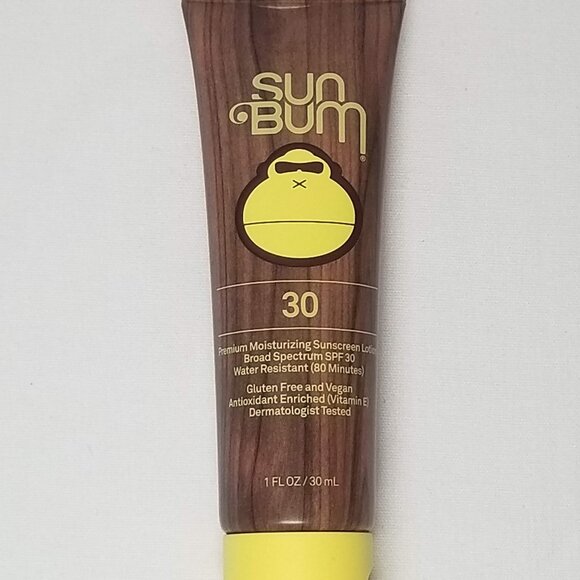 SUN
BUM®
30
Premium Moisturizing Sunscreen Lotion
Broad Spectrum SPF 30
Water Resistant (80 Minutes)
Gluten Free and Vegan
Antioxidant Enriched (Vitamin E)
Dermatologist Tested
1 FL OZ / 30 mL